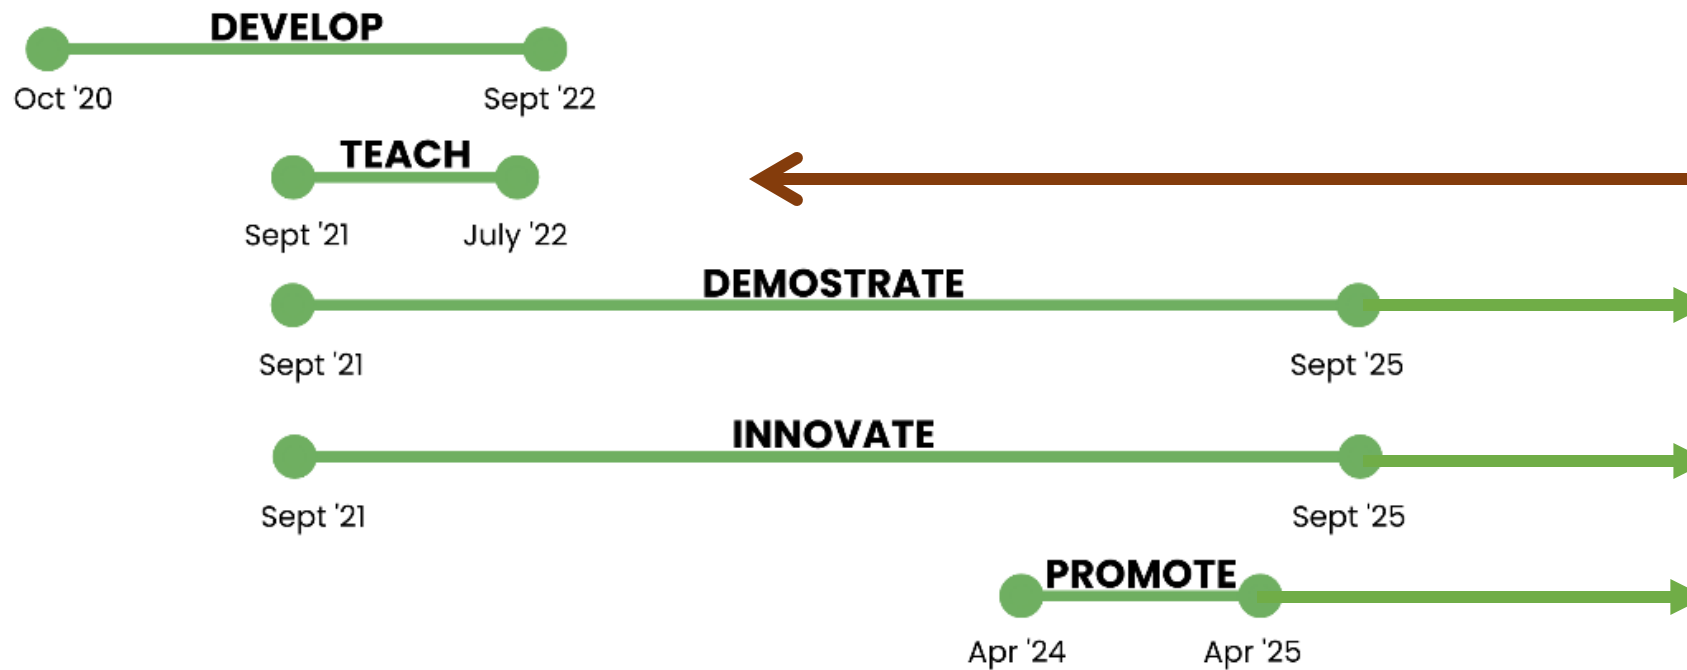 DEVELOP
Oct '20 Sept '22
TEACH
Sept '21 July '22
DEMOSTRATE
Sept '21 Sept '25
INNOVATE
Sept '21 Sept '25
PROMOTE
Apr '24 Apr '25